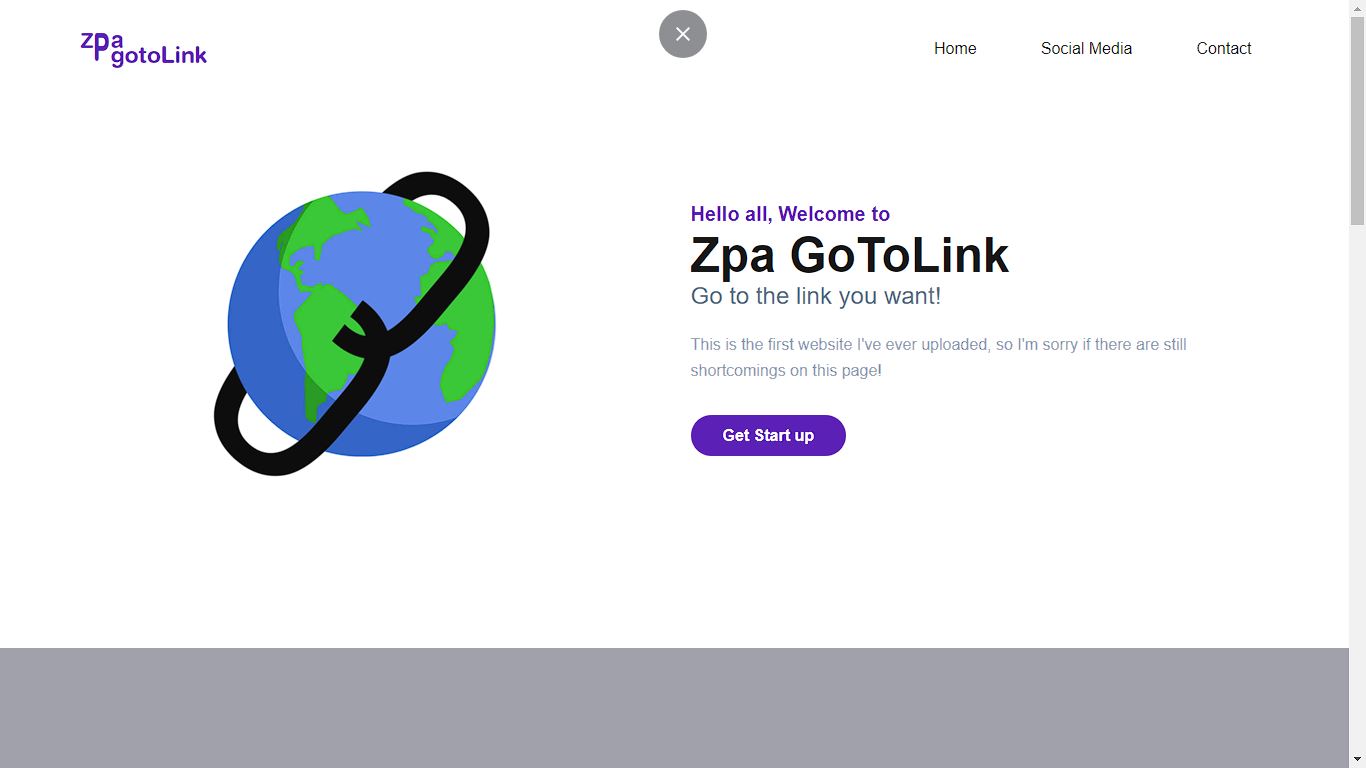 zpa
gotoLink
Home
Social Media
Contact
Hello all, Welcome to
Zpa GoToLink
Go to the link you want!
This is the first website I've ever uploaded, so I'm sorry if there are still
shortcomings on this page!
Get Start up